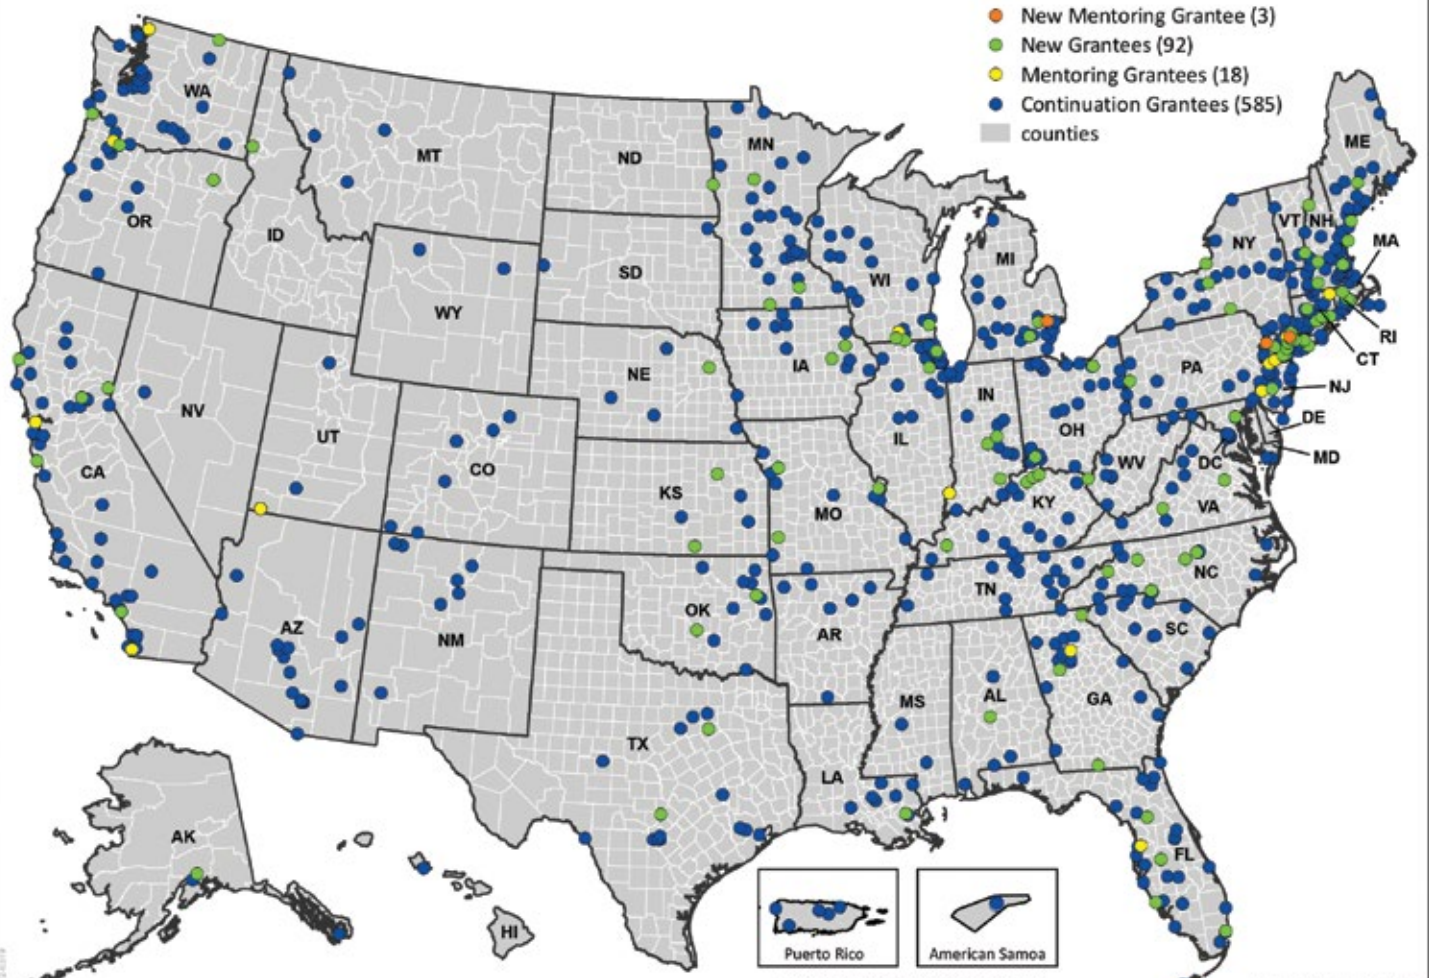 New Mentoring Grantee (3)
New Grantees (92)
Mentoring Grantees (18)
Continuation Grantees (585)
counties
WA
MT
ND
MN
ME
OR
ID
SD
WI
MI
NY
VT
NH
MA
WY
RI
CT
NE
IA
PA
NJ
NV
UT
CO
IL
IN
OH
DE
MD
DC
WV
CA
KS
MO
KY
VA
AZ
NM
OK
AR
TN
NC
SC
MS
AL
GA
TX
LA
FL
AK
HI
Puerto Rico
American Samoa